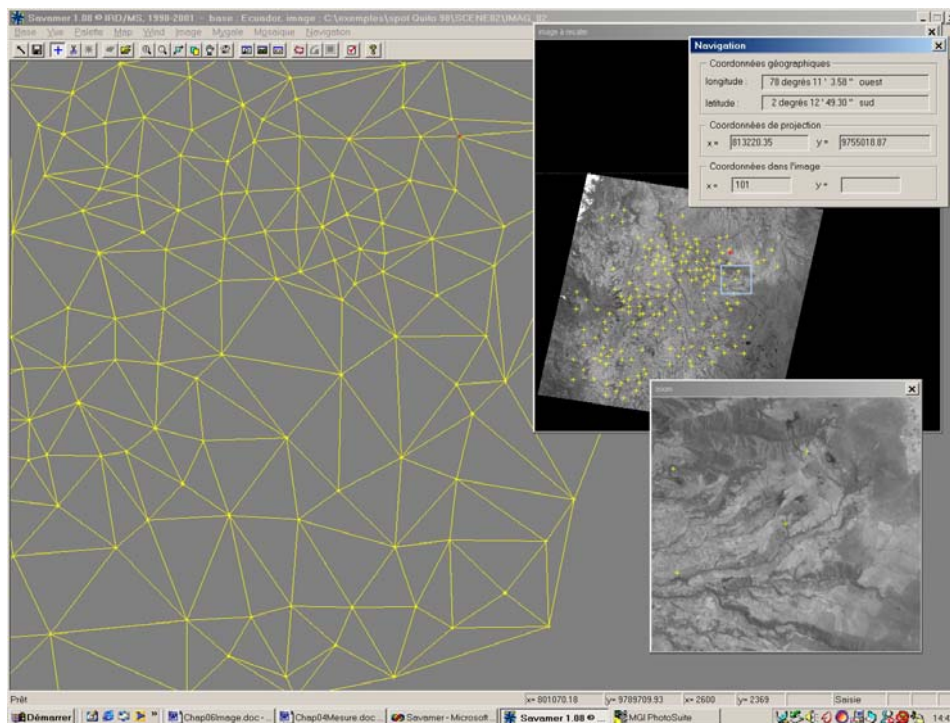 Savamer 1.08 © IRD/MS, 1998-2001 - base : Ecuador, image : C:\exemples\spot Quito 98\SCENE02\IMAG_02
Base Vue Palette Map Wind Image Mygale Mosaique Navigation
image à recaler
Navigation
Coordonnées géographiques
longitude : 78 degrés 11 ' 3.58 " ouest
latitude : 2 degrés 12 ' 49.30 " sud
Coordonnées de projection
x = 813220.35 y = 9755018.87
Coordonnées dans l'image
x = 101 y =
zoom
Prêt x= 801070.18 y= 9789709.93 x= 2600 y= 2369 Saisie
Démarrer » Chap06Image.doc - ... Chap04Mesure.doc ... Savamer - Microsoft... Savamer 1.08 © ... MGI PhotoSuite